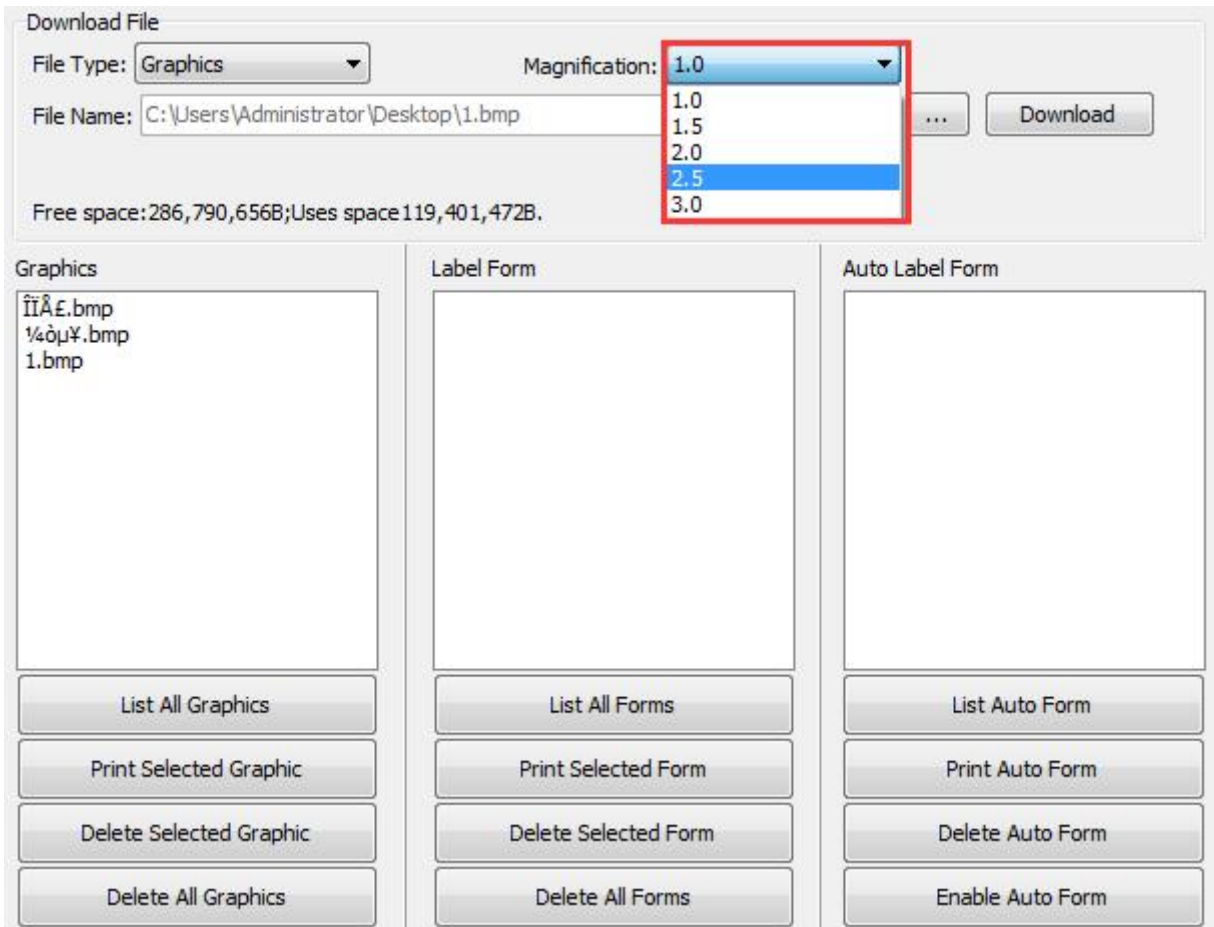 Download File
File Type: Graphics Magnification: 1.0
1.0
1.5
2.0
2.5
3.0
File Name: C:\Users\Administrator\Desktop\1.bmp ... Download
Free space:286,790,656B;Uses space119,401,472B.
Graphics Label Form Auto Label Form
ÎÏÅ£.bmp
¼òµ¥.bmp
1.bmp
List All Graphics List All Forms List Auto Form
Print Selected Graphic Print Selected Form Print Auto Form
Delete Selected Graphic Delete Selected Form Delete Auto Form
Delete All Graphics Delete All Forms Enable Auto Form